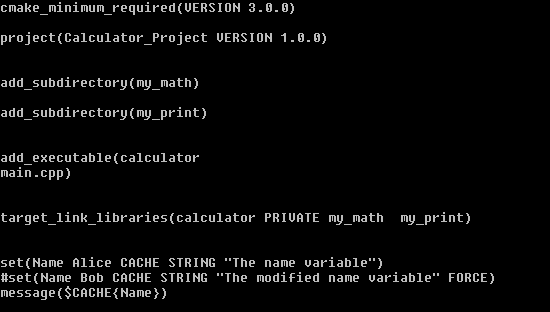 cmake_minimum_required(VERSION 3.0.0)
project(Calculator_Project VERSION 1.0.0)
add_subdirectory(my_math)
add_subdirectory(my_print)
add_executable(calculator
main.cpp)
target_link_libraries(calculator PRIVATE my_math  my_print)
set(Name Alice CACHE STRING "The name variable")
#set(Name Bob CACHE STRING "The modified name variable" FORCE)
message($CACHE{Name})